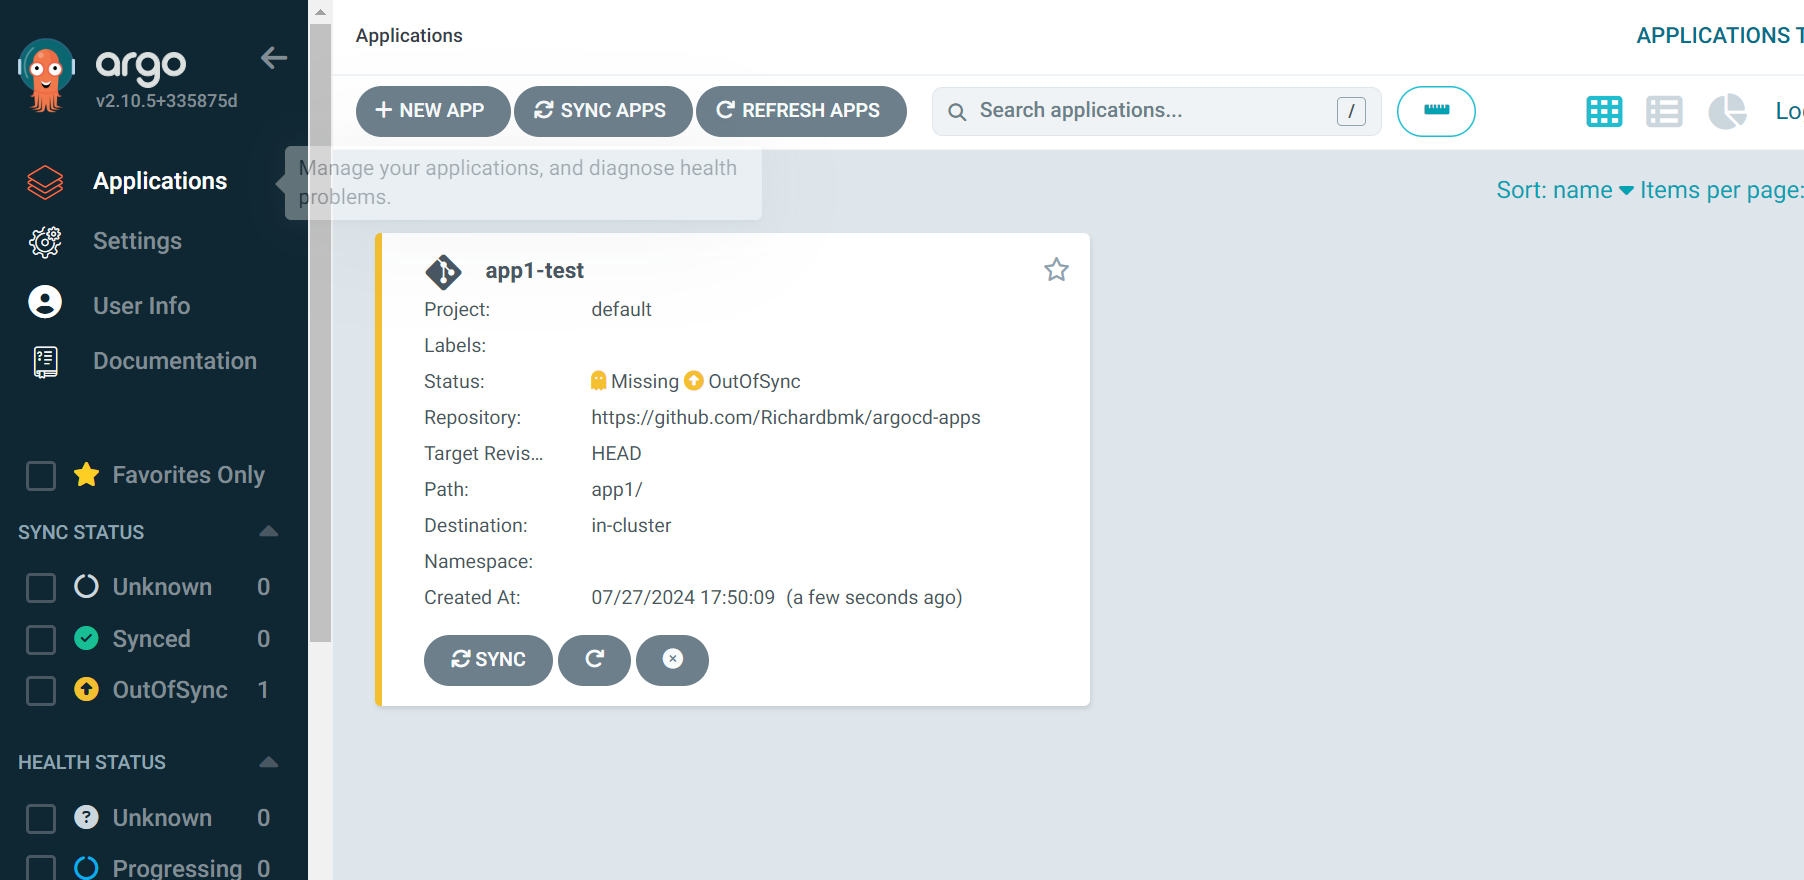 argo
v2.10.5+335875d
Applications
Settings
User Info
Documentation
Favorites Only
SYNC STATUS
Unknown 0
Synced 0
OutOfSync 1
HEALTH STATUS
Unknown 0
Progressing 0
Applications
APPLICATIONS T
NEW APP
SYNC APPS
REFRESH APPS
Search applications...
/
Manage your applications, and diagnose health
problems.
Sort: name Items per page:
app1-test
Project: default
Labels:
Status: Missing OutOfSync
Repository: https://github.com/Richardbmk/argocd-apps
Target Revis... HEAD
Path: app1/
Destination: in-cluster
Namespace:
Created At: 07/27/2024 17:50:09 (a few seconds ago)
SYNC